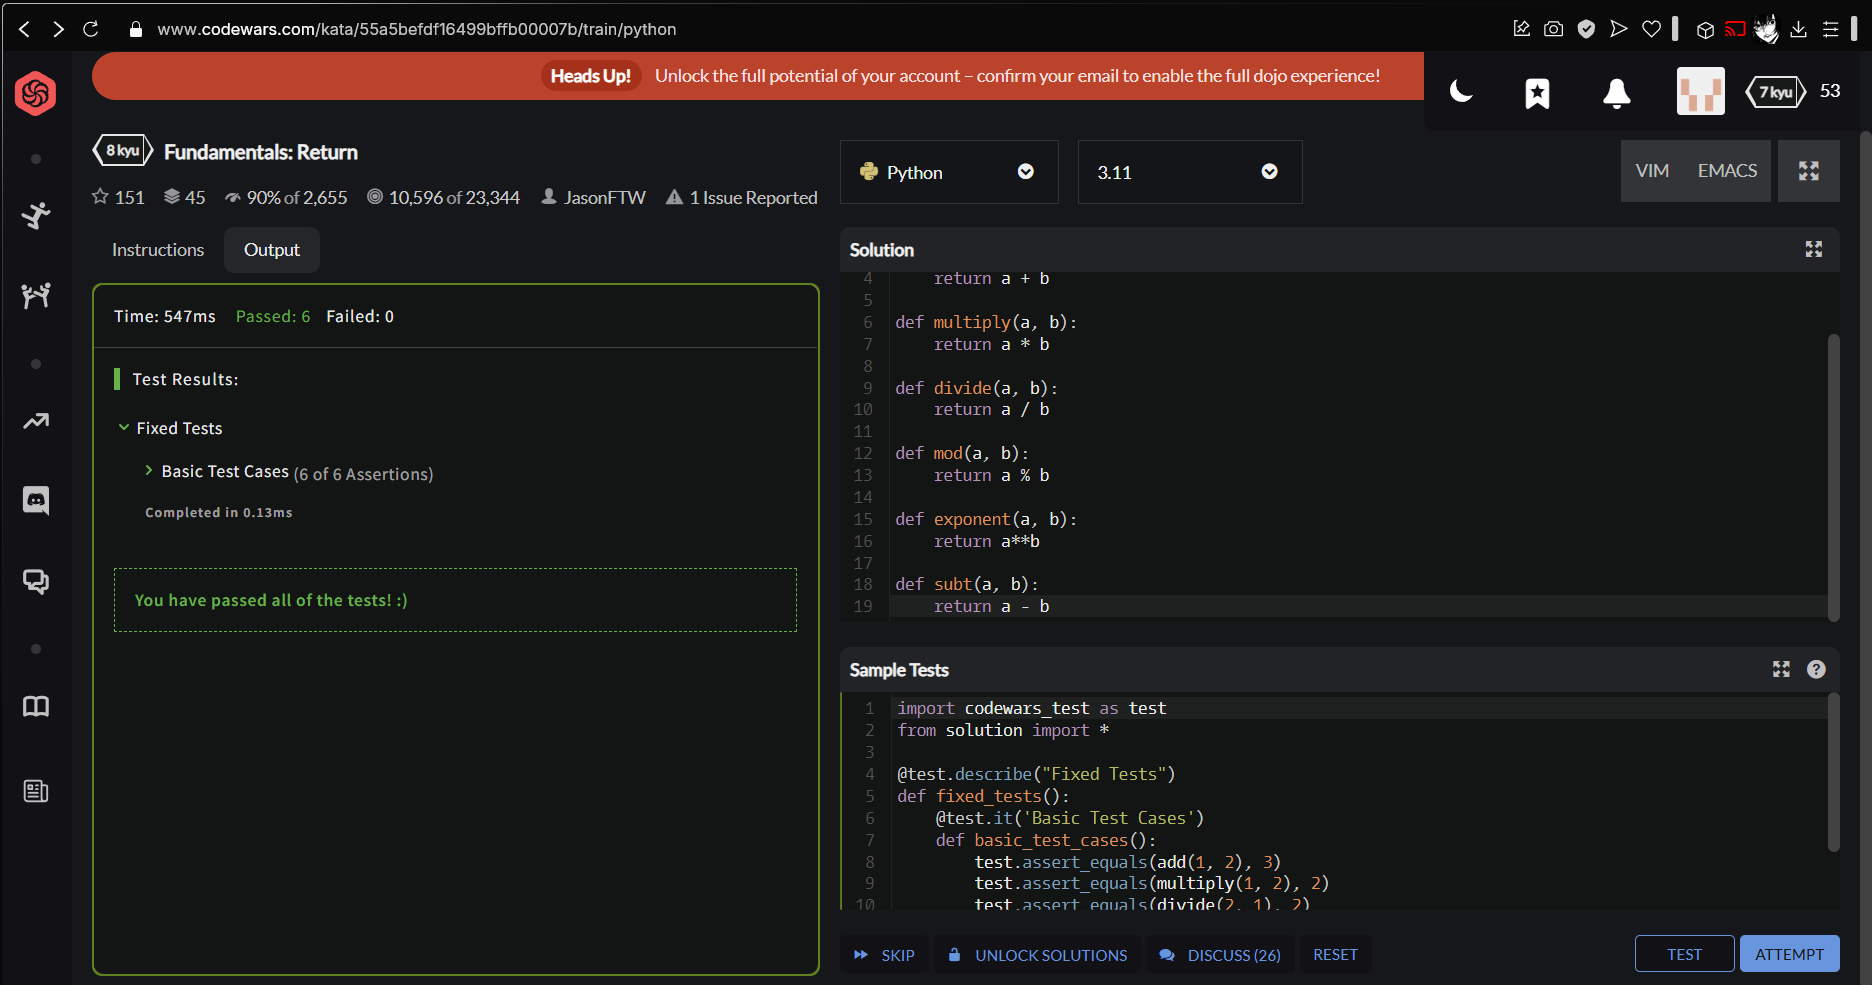 www.codewars.com/kata/55a5befdf16499bffb00007b/train/python
Heads Up! Unlock the full potential of your account – confirm your email to enable the full dojo experience!
7 kyu 53
8 kyu Fundamentals: Return
151 45 90% of 2,655 10,596 of 23,344 JasonFTW 1 Issue Reported
Python 3.11
VIM EMACS
Instructions Output
Time: 547ms Passed: 6 Failed: 0
Test Results:
Fixed Tests
Basic Test Cases (6 of 6 Assertions)
Completed in 0.13ms
You have passed all of the tests! :)
Solution
4 return a + b
5
6 def multiply(a, b):
7 return a * b
8
9 def divide(a, b):
10 return a / b
11
12 def mod(a, b):
13 return a % b
14
15 def exponent(a, b):
16 return a**b
17
18 def subt(a, b):
19 return a - b
Sample Tests
?
1 import codewars_test as test
2 from solution import *
3
4 @test.describe("Fixed Tests")
5 def fixed_tests():
6 @test.it('Basic Test Cases')
7 def basic_test_cases():
8 test.assert_equals(add(1, 2), 3)
9 test.assert_equals(multiply(1, 2), 2)
10 test.assert_equals(divide(2, 1), 2)
SKIP UNLOCK SOLUTIONS DISCUSS (26) RESET TEST ATTEMPT